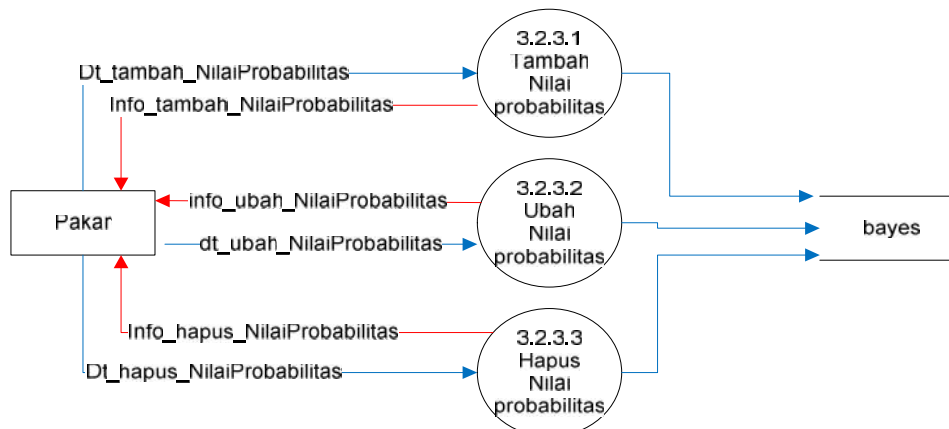 3.2.3.1
Tambah
Nilai
probabilitas
Dt_tambah_NilaiProbabilitas
Info_tambah_NilaiProbabilitas
Pakar
info_ubah_NilaiProbabilitas
dt_ubah_NilaiProbabilitas
3.2.3.2
Ubah
Nilai
probabilitas
bayes
Info_hapus_NilaiProbabilitas
Dt_hapus_NilaiProbabilitas
3.2.3.3
Hapus
Nilai
probabilitas